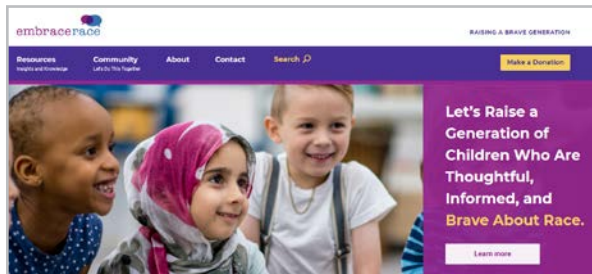 embracerace
RAISING A BRAVE GENERATION
Resources
Insights and Knowledge
Community
Let's Do This Together
About
Contact
Search
Make a Donation
Let's Raise a
Generation of
Children Who Are
Thoughtful,
Informed, and
Brave About Race.
Learn more